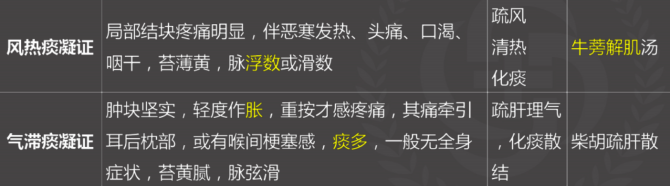 风热痰凝证
局部结块疼痛明显，伴恶寒发热、头痛、口渴、
咽干，苔薄黄，脉浮数或滑数
疏风
清热
化痰
牛蒡解肌汤
气滞痰凝证
肿块坚实，轻度作胀，重按才感疼痛，其痛牵引
耳后枕部，或有喉间梗塞感，痰多，一般无全身
症状，苔黄腻，脉弦滑
疏肝理气
，化痰散
结
柴胡疏肝散